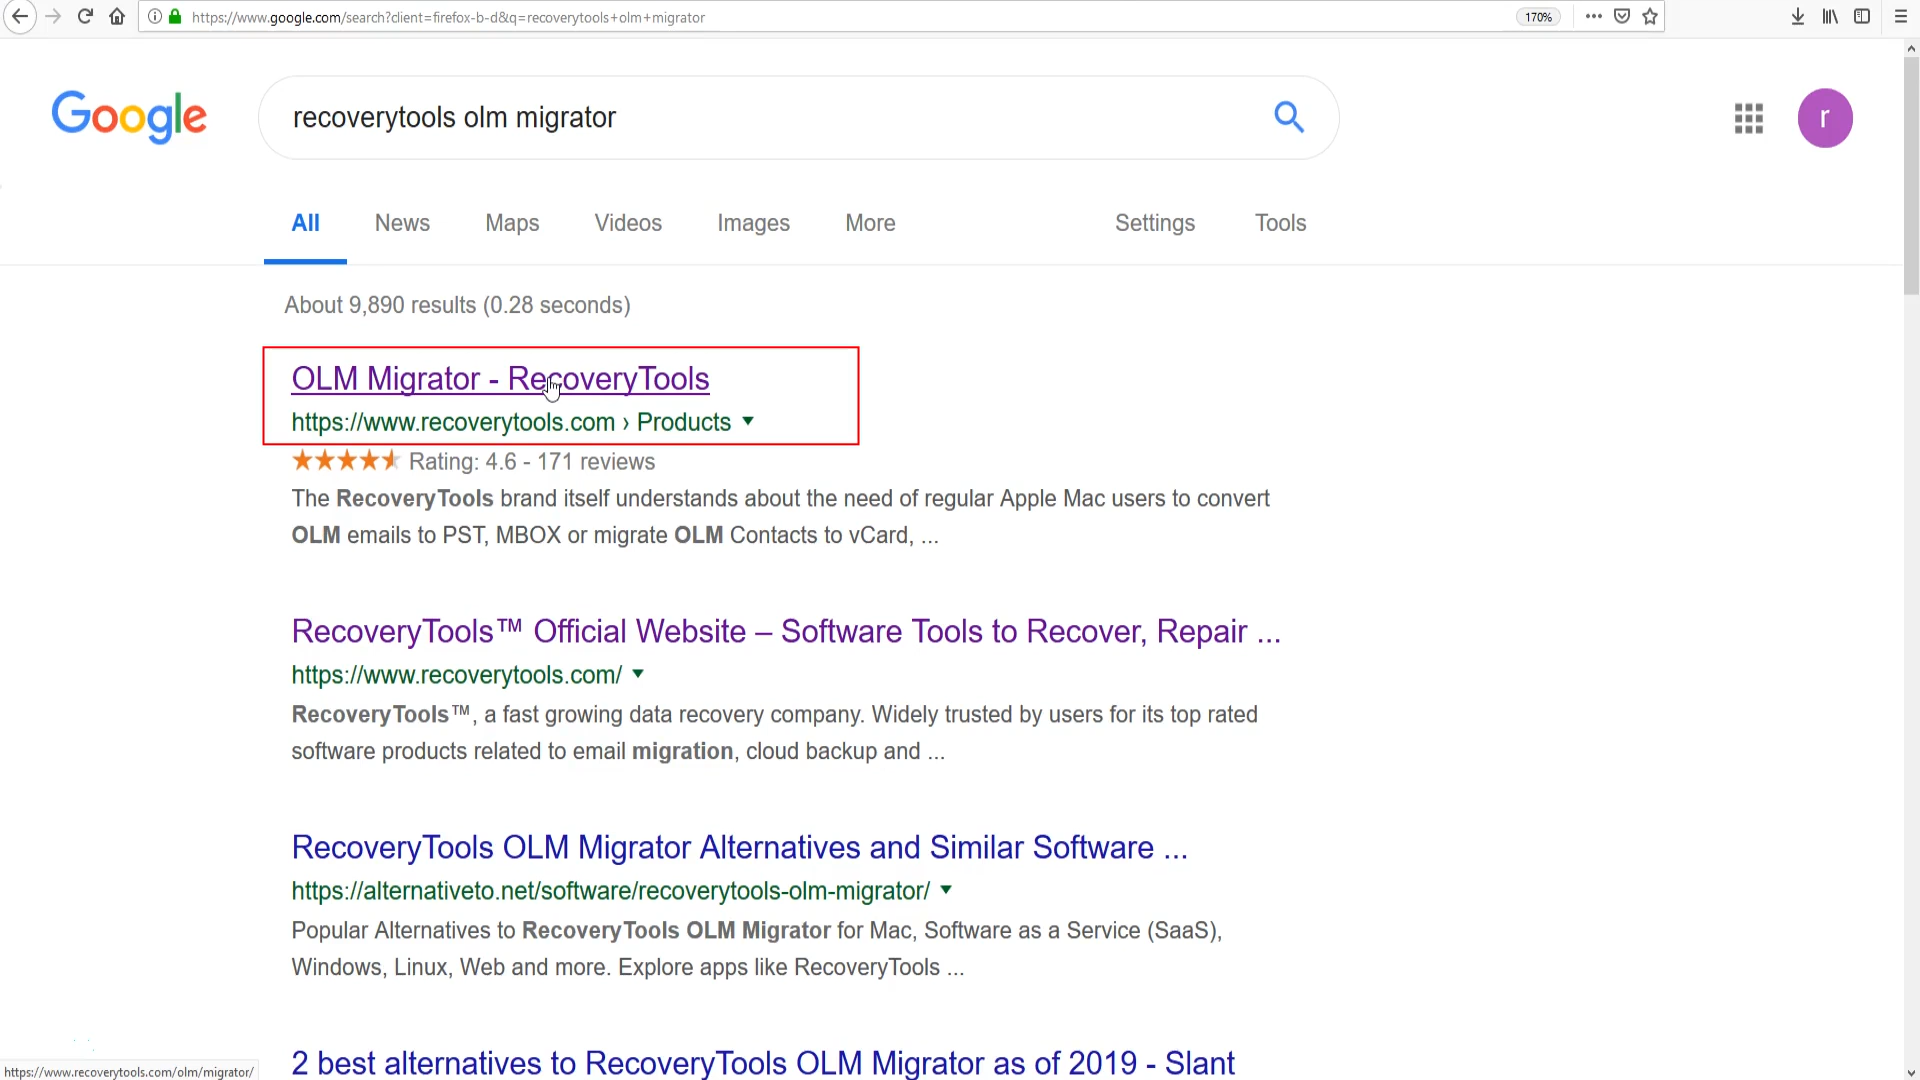 https://www.google.com/search?client=firefox-b-d&q=recoverytools+olm+migrator
170%
Google
recoverytools olm migrator
r
All News Maps Videos Images More Settings Tools
About 9,890 results (0.28 seconds)
OLM Migrator - RecoveryTools
https://www.recoverytools.com › Products
Rating: 4.6 - 171 reviews
The RecoveryTools brand itself understands about the need of regular Apple Mac users to convert
OLM emails to PST, MBOX or migrate OLM Contacts to vCard, ...
RecoveryTools™ Official Website – Software Tools to Recover, Repair ...
https://www.recoverytools.com/
RecoveryTools™, a fast growing data recovery company. Widely trusted by users for its top rated
software products related to email migration, cloud backup and ...
RecoveryTools OLM Migrator Alternatives and Similar Software ...
https://alternativeto.net/software/recoverytools-olm-migrator/
Popular Alternatives to RecoveryTools OLM Migrator for Mac, Software as a Service (SaaS),
Windows, Linux, Web and more. Explore apps like RecoveryTools ...
2 best alternatives to RecoveryTools OLM Migrator as of 2019 - Slant
https://www.recoverytools.com/olm/migrator/